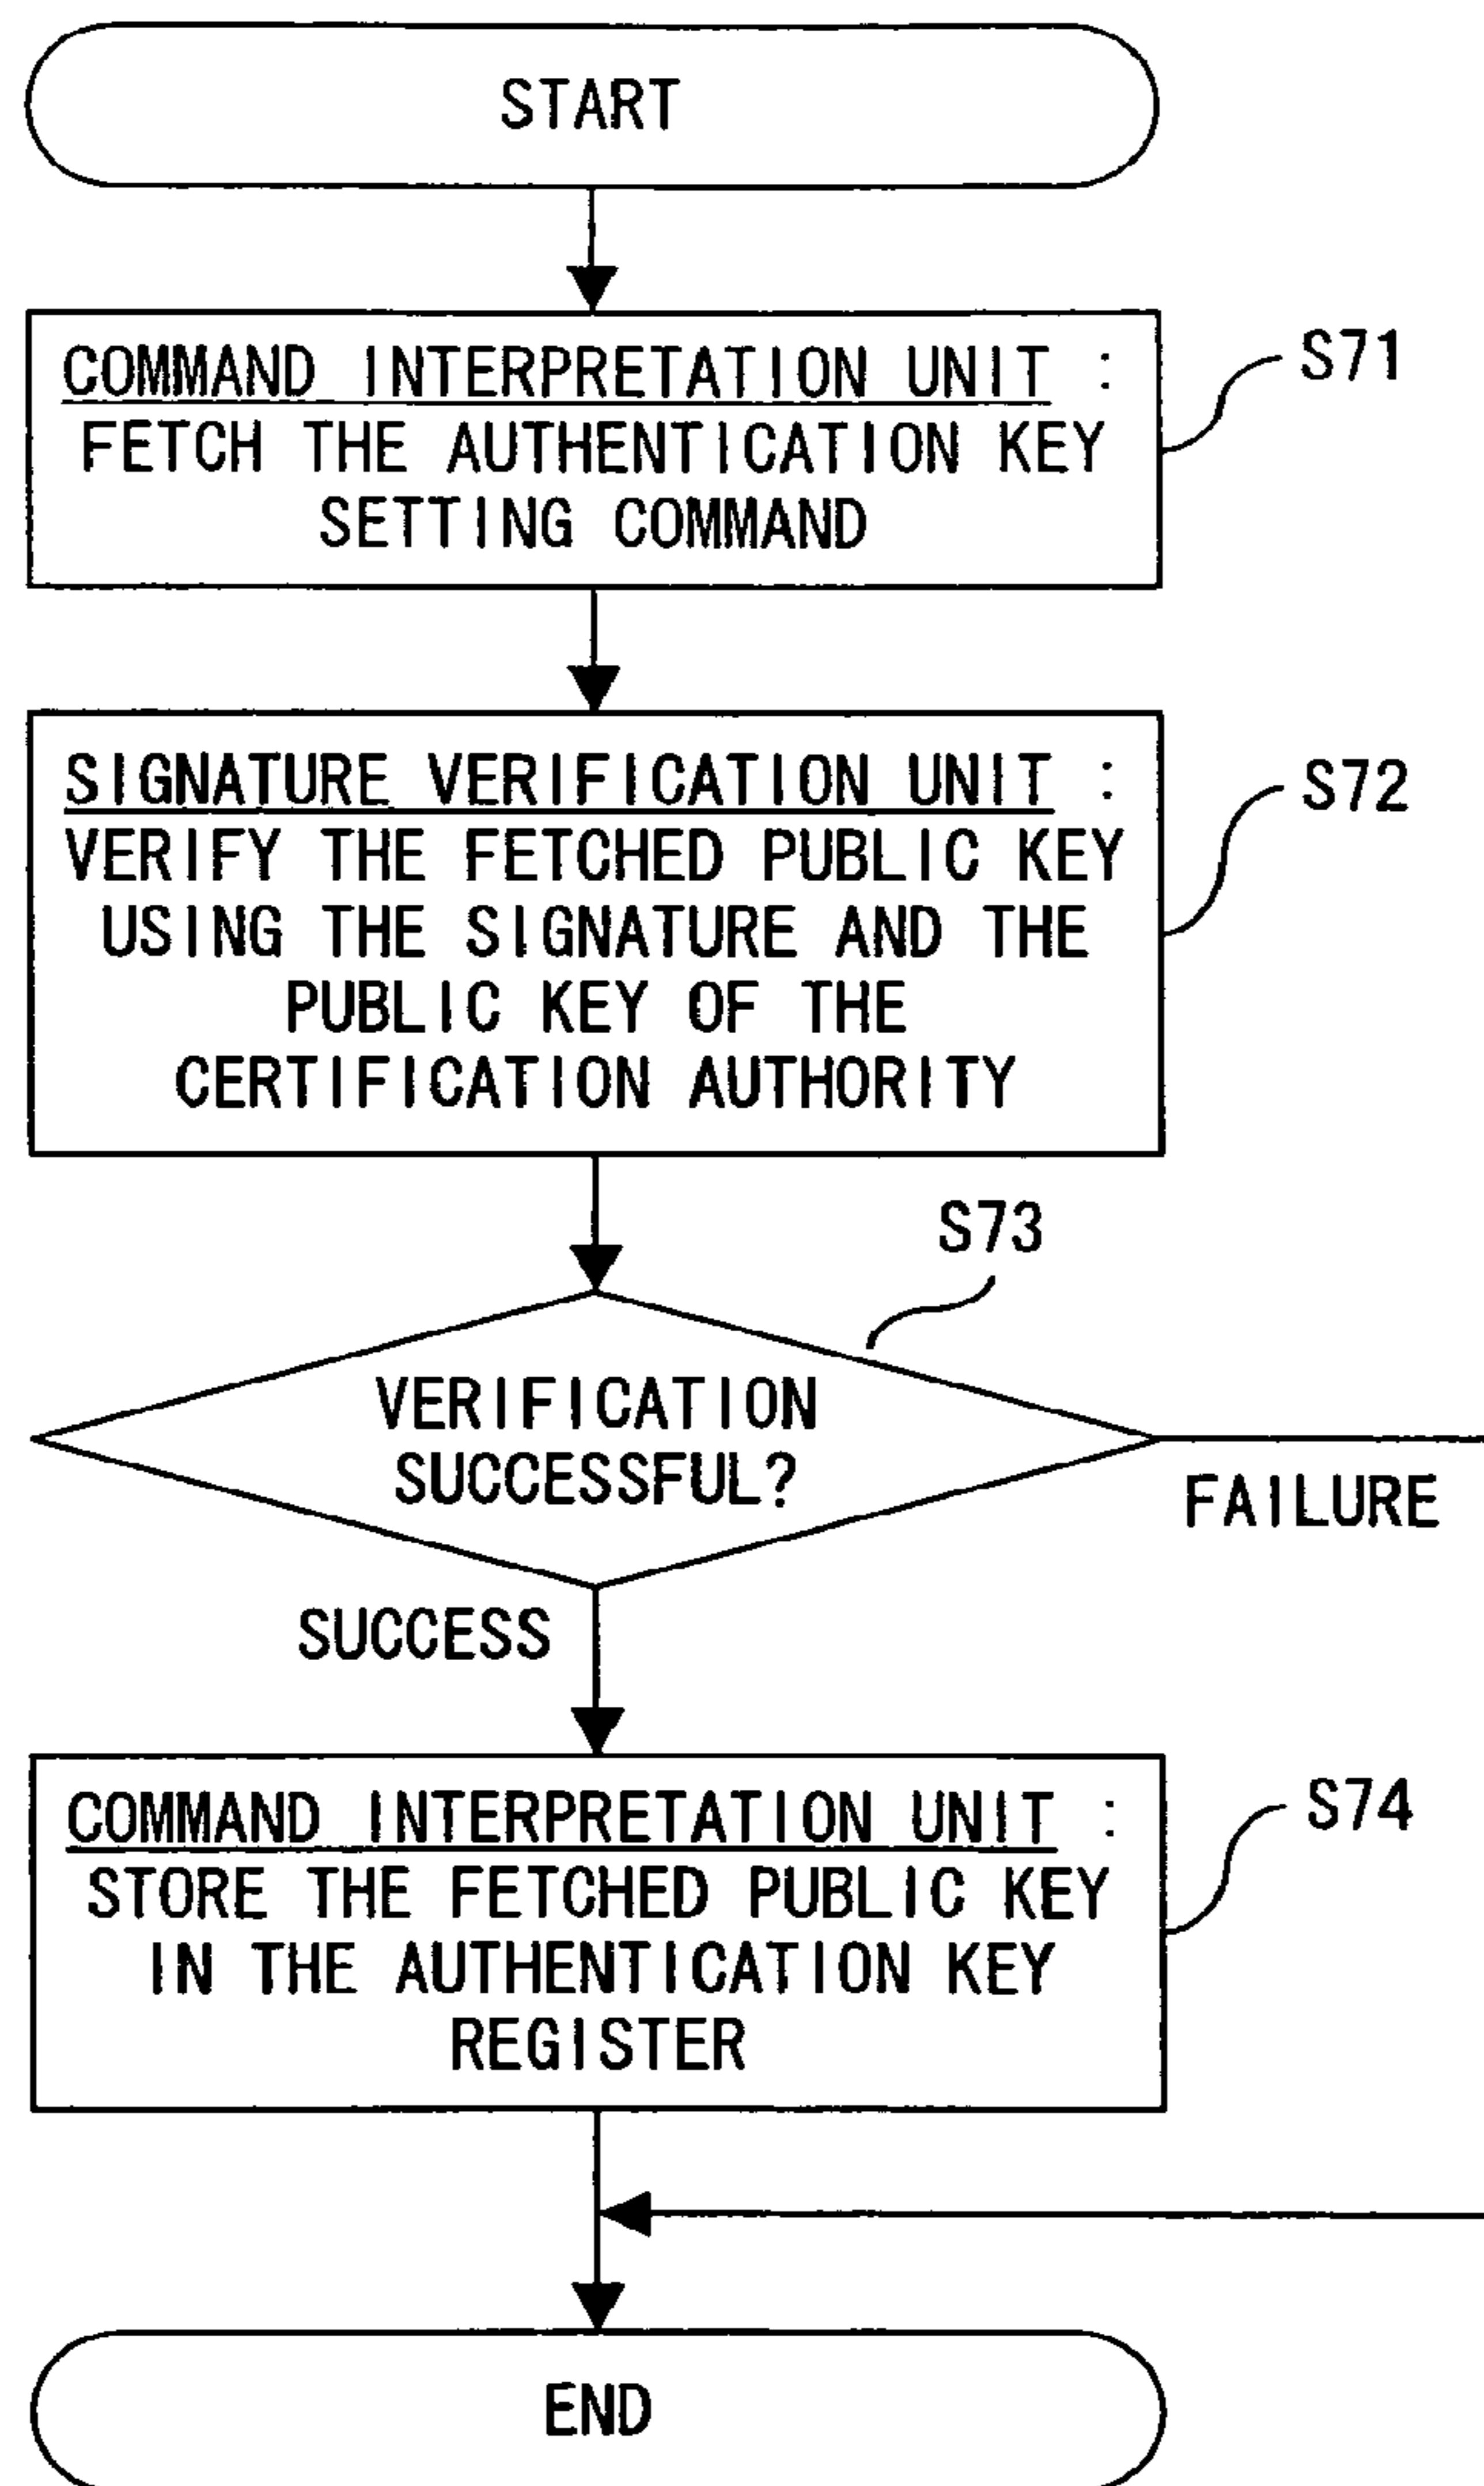 START
COMMAND INTERPRETATION UNIT :
FETCH THE AUTHENTICATION KEY
SETTING COMMAND
S71
SIGNATURE VERIFICATION UNIT :
VERIFY THE FETCHED PUBLIC KEY
USING THE SIGNATURE AND THE
PUBLIC KEY OF THE
CERTIFICATION AUTHORITY
S72
S73
VERIFICATION
SUCCESSFUL?
FAILURE
SUCCESS
COMMAND INTERPRETATION UNIT :
STORE THE FETCHED PUBLIC KEY
IN THE AUTHENTICATION KEY
REGISTER
S74
END